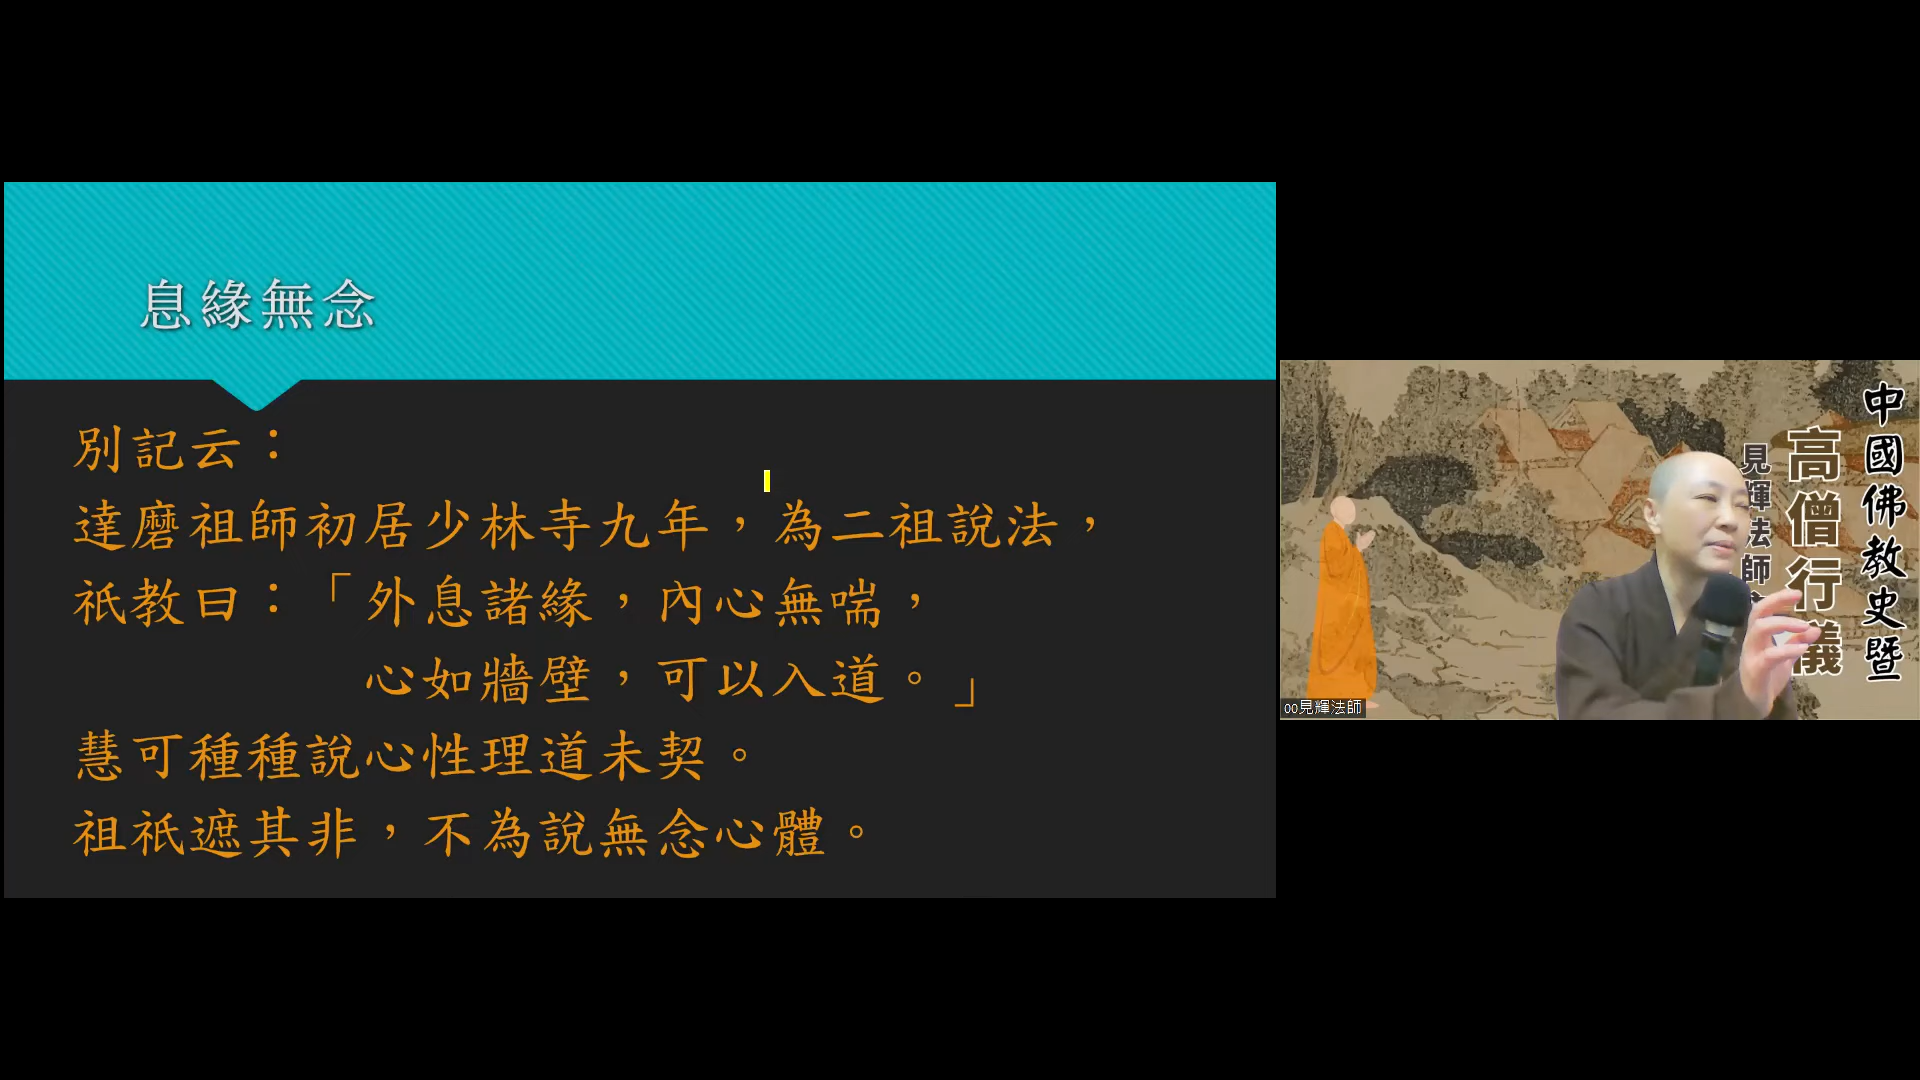 息緣無念
別記云：
達磨祖師初居少林寺九年，為二祖說法，
祇教曰：「外息諸緣，內心無喘，
心如牆壁，可以入道。」
慧可種種說心性理道未契。
祖祇遮其非，不為說無念心體。
中國佛教史暨
高僧行儀
見輝法師
oo見輝法師